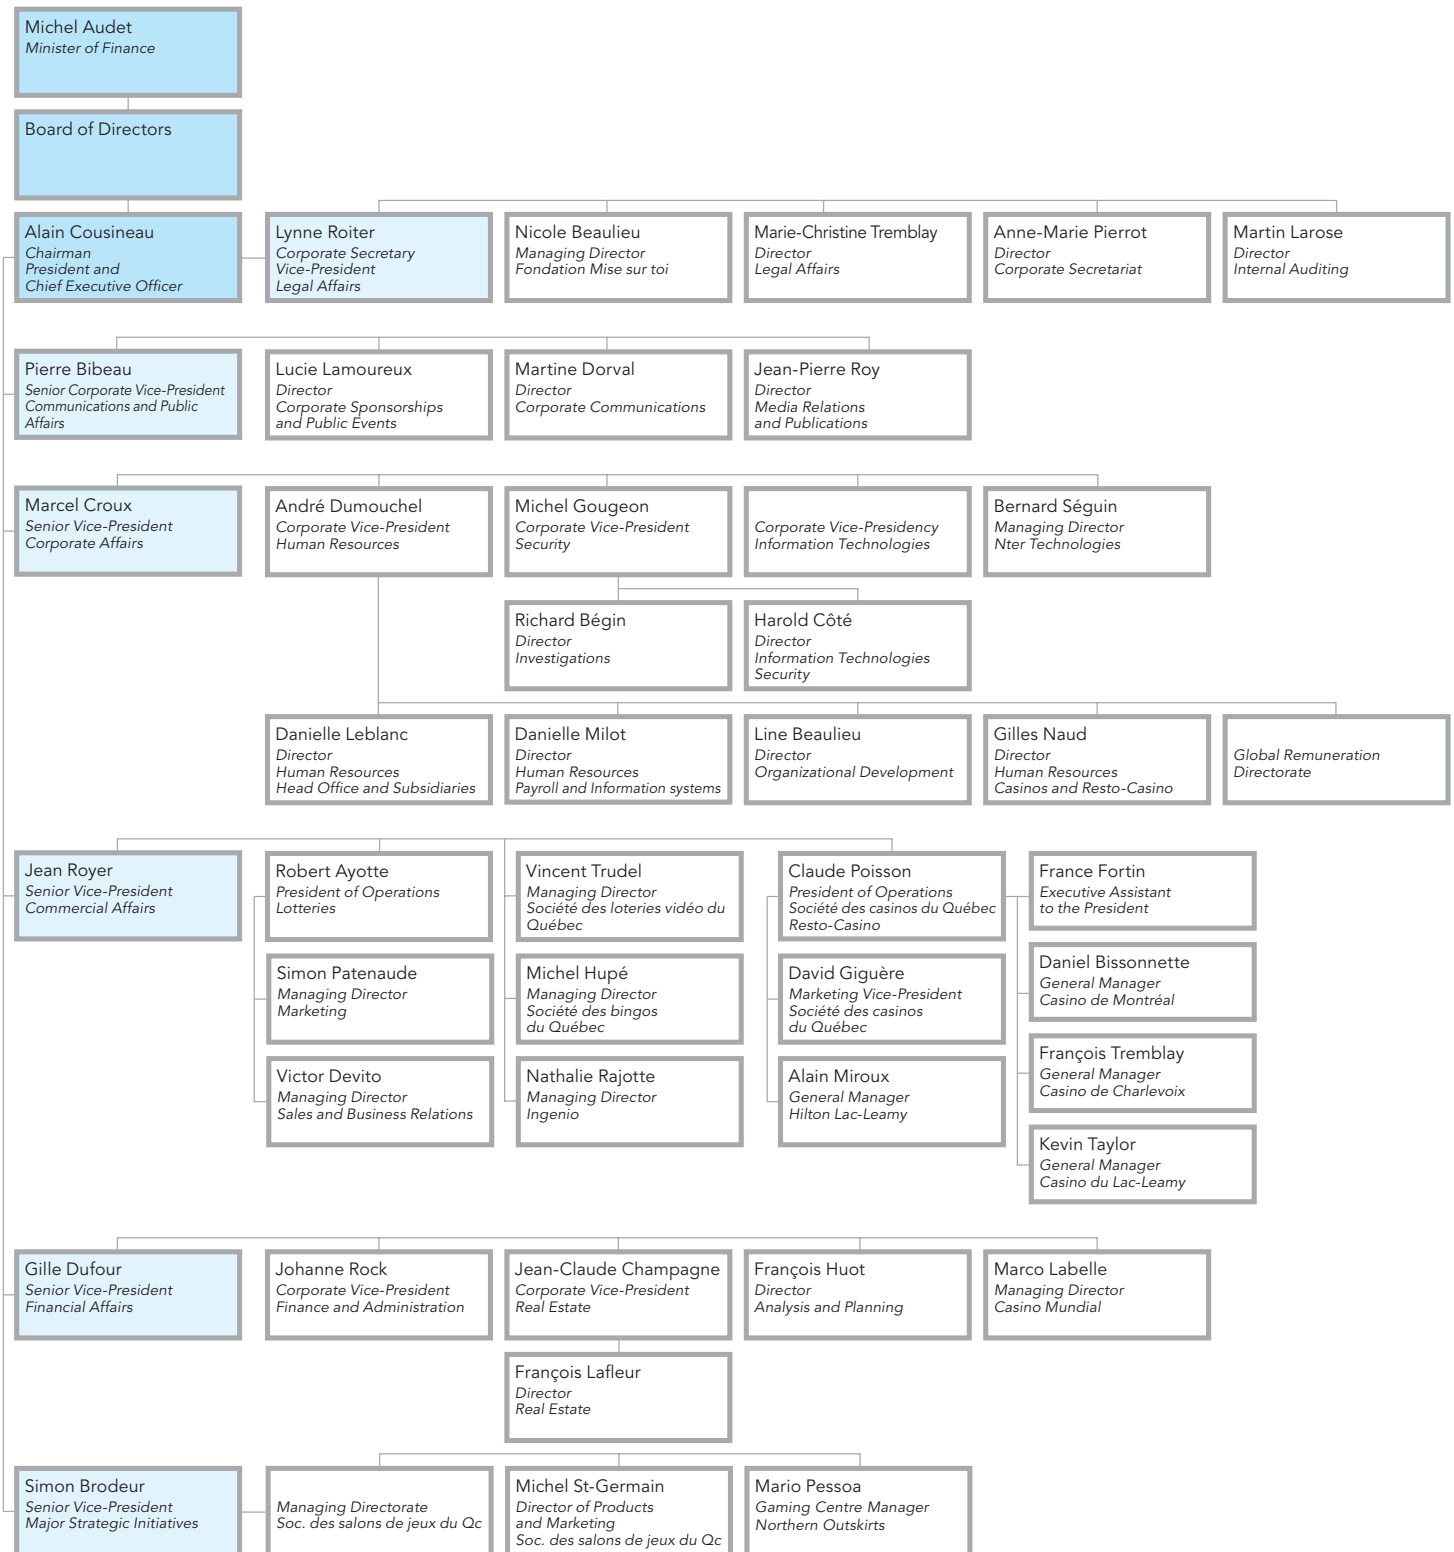 Michel Audet
Minister of Finance
Board of Directors
Alain Cousineau
Chairman
President and
Chief Executive Officer
Lynne Roiter
Corporate Secretary
Vice-President
Legal Affairs
Nicole Beaulieu
Managing Director
Fondation Mise sur toi
Marie-Christine Tremblay
Director
Legal Affairs
Anne-Marie Pierrot
Director
Corporate Secretariat
Martin Larose
Director
Internal Auditing
Pierre Bibeau
Senior Corporate Vice-President
Communications and Public
Affairs
Lucie Lamoureux
Director
Corporate Sponsorships
and Public Events
Martine Dorval
Director
Corporate Communications
Jean-Pierre Roy
Director
Media Relations
and Publications
Marcel Croux
Senior Vice-President
Corporate Affairs
André Dumouchel
Corporate Vice-President
Human Resources
Michel Gougeon
Corporate Vice-President
Security
Corporate Vice-Presidency
Information Technologies
Bernard Séguin
Managing Director
Nter Technologies
Richard Bégin
Director
Investigations
Harold Côté
Director
Information Technologies
Security
Danielle Leblanc
Director
Human Resources
Head Office and Subsidiaries
Danielle Milot
Director
Human Resources
Payroll and Information systems
Line Beaulieu
Director
Organizational Development
Gilles Naud
Director
Human Resources
Casinos and Resto-Casino
Global Remuneration
Directorate
Jean Royer
Senior Vice-President
Commercial Affairs
Robert Ayotte
President of Operations
Lotteries
Vincent Trudel
Managing Director
Société des loteries vidéo du
Québec
Claude Poisson
President of Operations
Société des casinos du Québec
Resto-Casino
France Fortin
Executive Assistant
to the President
Simon Patenaude
Managing Director
Marketing
Michel Hupé
Managing Director
Société des bingos
du Québec
David Giguère
Marketing Vice-President
Société des casinos
du Québec
Daniel Bissonnette
General Manager
Casino de Montréal
Victor Devito
Managing Director
Sales and Business Relations
Nathalie Rajotte
Managing Director
Ingenio
Alain Miroux
General Manager
Hilton Lac-Leamy
François Tremblay
General Manager
Casino de Charlevoix
Kevin Taylor
General Manager
Casino du Lac-Leamy
Gille Dufour
Senior Vice-President
Financial Affairs
Johanne Rock
Corporate Vice-President
Finance and Administration
Jean-Claude Champagne
Corporate Vice-President
Real Estate
François Huot
Director
Analysis and Planning
Marco Labelle
Managing Director
Casino Mundial
François Lafleur
Director
Real Estate
Simon Brodeur
Senior Vice-President
Major Strategic Initiatives
Managing Directorate
Soc. des salons de jeux du Qc
Michel St-Germain
Director of Products
and Marketing
Soc. des salons de jeux du Qc
Mario Pessoa
Gaming Centre Manager
Northern Outskirts